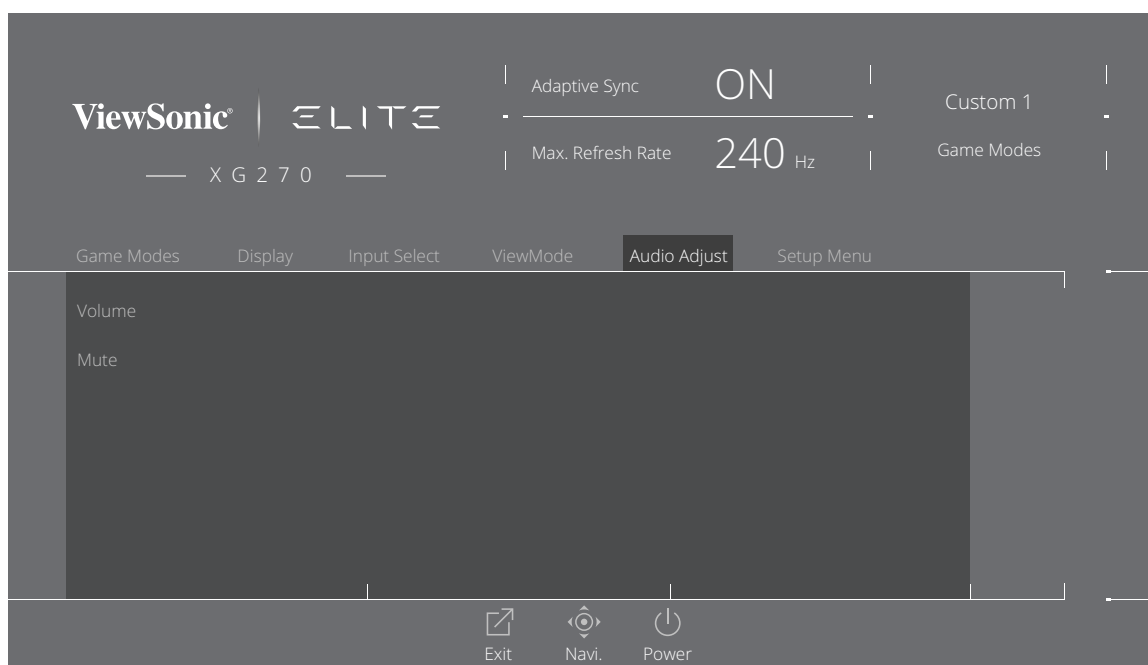 ViewSonic® ELITE
XG270
Adaptive Sync ON
Max. Refresh Rate 240 Hz
Custom 1
Game Modes
Game Modes Display Input Select ViewMode Audio Adjust Setup Menu
Volume
Mute
Exit Navi. Power